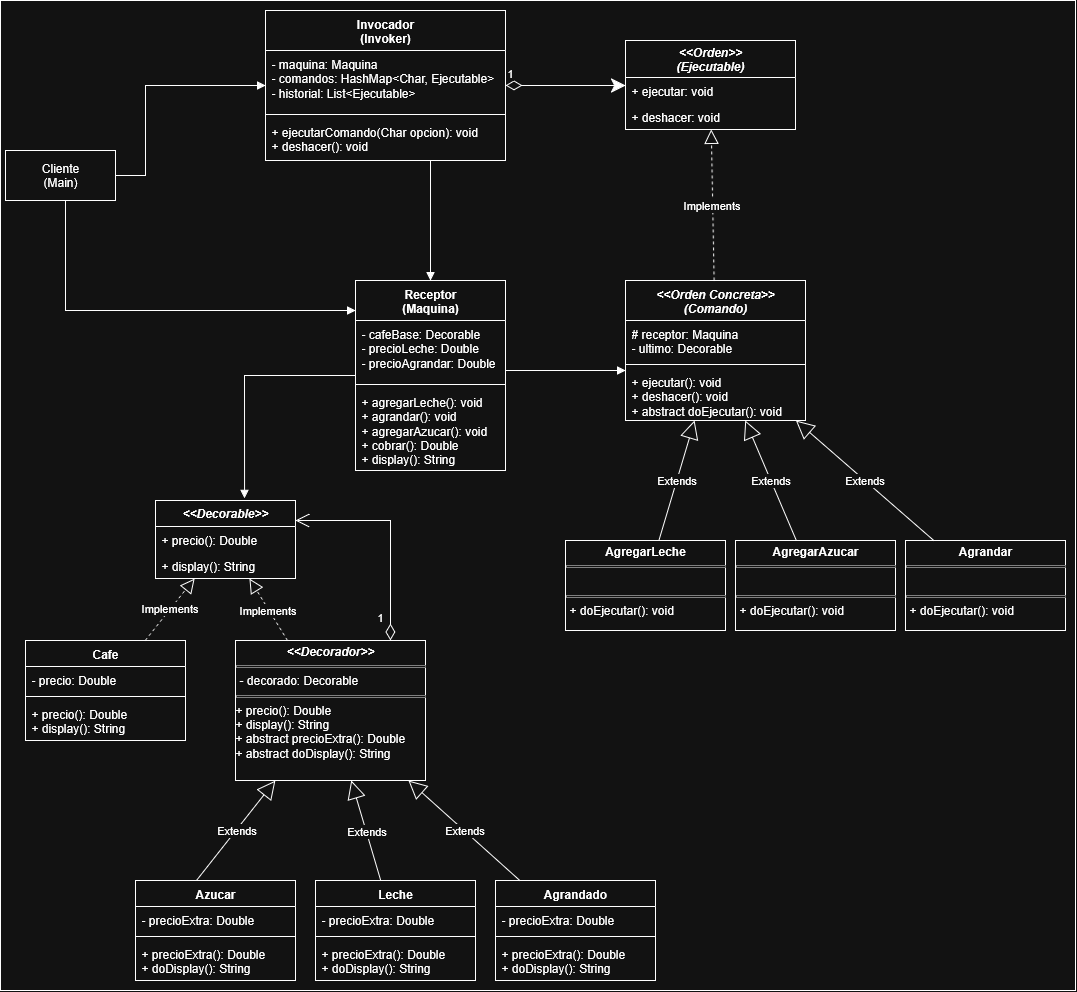 Invocador
(Invoker)
- maquina: Maquina
- comandos: HashMap<Char, Ejecutable>
- historial: List<Ejecutable>
+ ejecutarComando(Char opcion): void
+ deshacer(): void
1
<<Orden>>
(Ejecutable)
+ ejecutar: void
+ deshacer: void
Cliente
(Main)
Implements
Receptor
(Maquina)
- cafeBase: Decorable
- precioLeche: Double
- precioAgrandar: Double
+ agregarLeche(): void
+ agrandar(): void
+ agregarAzucar(): void
+ cobrar(): Double
+ display(): String
<<Orden Concreta>>
(Comando)
# receptor: Maquina
- ultimo: Decorable
+ ejecutar(): void
+ deshacer(): void
+ abstract doEjecutar(): void
Extends
Extends
Extends
AgregarLeche
+ doEjecutar(): void
AgregarAzucar
+ doEjecutar(): void
Agrandar
+ doEjecutar(): void
<<Decorable>>
+ precio(): Double
+ display(): String
Implements
Implements
1
Cafe
- precio: Double
+ precio(): Double
+ display(): String
<<Decorador>>
- decorado: Decorable
+ precio(): Double
+ display(): String
+ abstract precioExtra(): Double
+ abstract doDisplay(): String
Extends
Extends
Extends
Azucar
- precioExtra: Double
+ precioExtra(): Double
+ doDisplay(): String
Leche
- precioExtra: Double
+ precioExtra(): Double
+ doDisplay(): String
Agrandado
- precioExtra: Double
+ precioExtra(): Double
+ doDisplay(): String